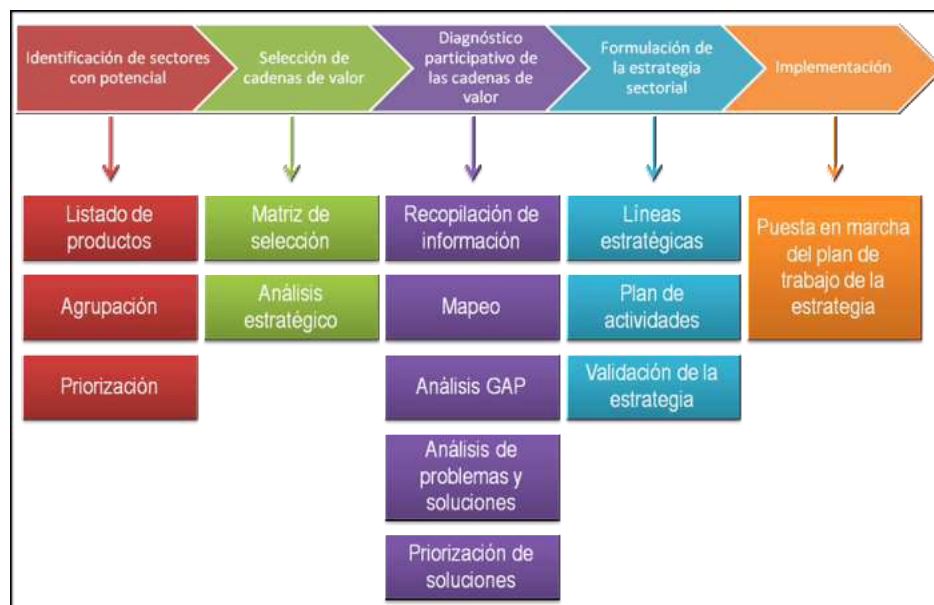 Identificación de sectores
con potencial
Selección de
cadenas de valor
Diagnóstico
participativo de
las cadenas de
valor
Formulación de
la estrategia
sectorial
Implementación
Listado de
productos
Agrupación
Priorización
Matriz de
selección
Análisis
estratégico
Recopilación de
información
Mapeo
Análisis GAP
Análisis de
problemas y
soluciones
Priorización de
soluciones
Líneas
estratégicas
Plan de
actividades
Validación de la
estrategia
Puesta en marcha
del plan de
trabajo de la
estrategia